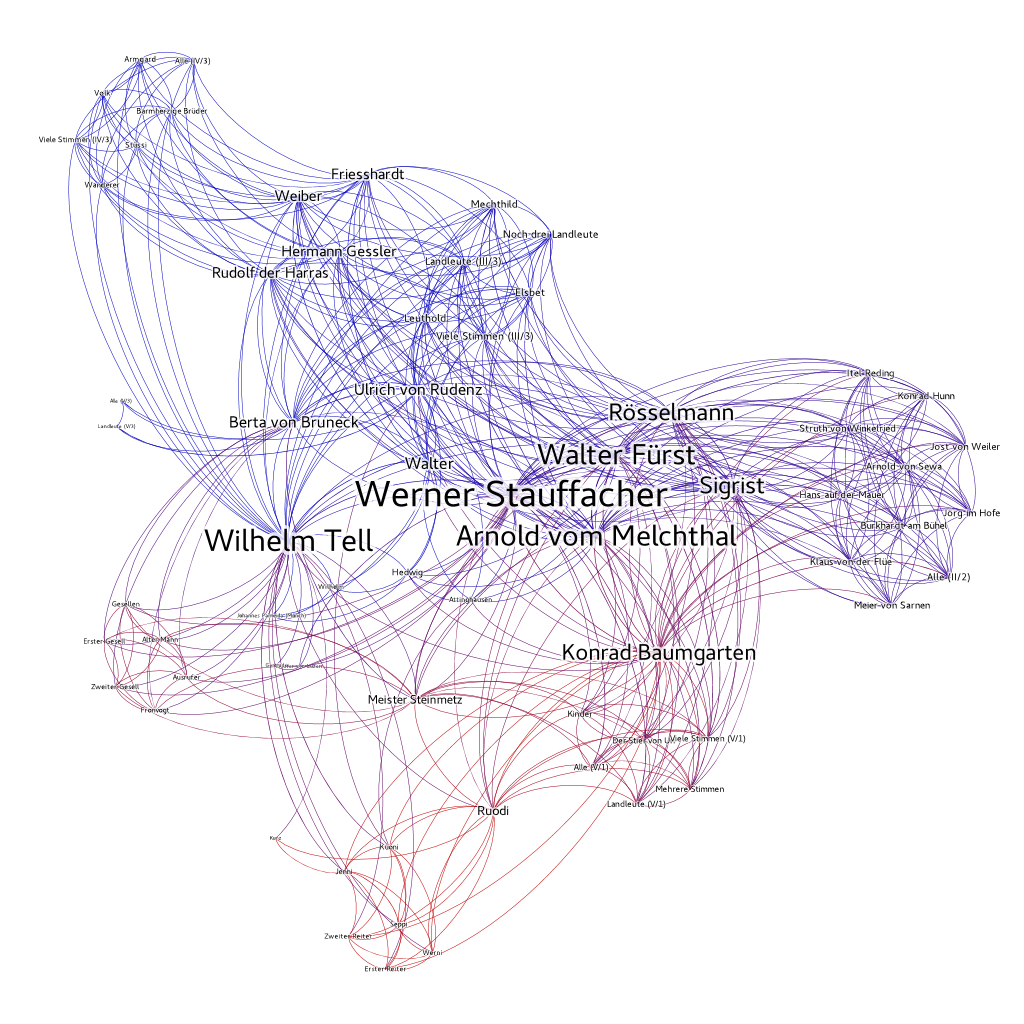 Armgard
Alle (IV/3)
Volk
Barmherzige Brüder
Viele Stimmen (IV/3)
Stüssi
Wanderer
Friesshardt
Weiber
Mechthild
Noch drei Landleute
Hermann Gessler
Landleute (III/3)
Rudolf der Harras
Elsbet
Leuthold
Viele Stimmen (III/3)
Itel Reding
Ulrich von Rudenz
Konrad Hunn
Alle (V/3)
Rösselmann
Berta von Bruneck
Landleute (V/3)
Struth von Winkelried
Jost von Weiler
Walter Fürst
Walter
Arnold von Sewa
Sigrist
Werner Stauffacher
Hans auf der Mauer
Jörg im Hofe
Burkhardt am Bühel
Arnold vom Melchthal
Wilhelm Tell
Klaus von der Flüe
Hedwig
Alle (II/2)
Wilhelm
Attinghausen
Gesellen
Meier von Sarnen
Johannes Parricida (Mönch)
Erster Gesell
Alter Mann
Konrad Baumgarten
Ausrufer
Zweiter Gesell
Meister Steinmetz
Fronvogt
Kinder
Der Stier von U
Viele Stimmen (V/1)
Alle (V/1)
Mehrere Stimmen
Landleute (V/1)
Ruodi
Kunz
Kuoni
Jenni
Seppi
Zweiter Reiter
Werni
Erster Reiter